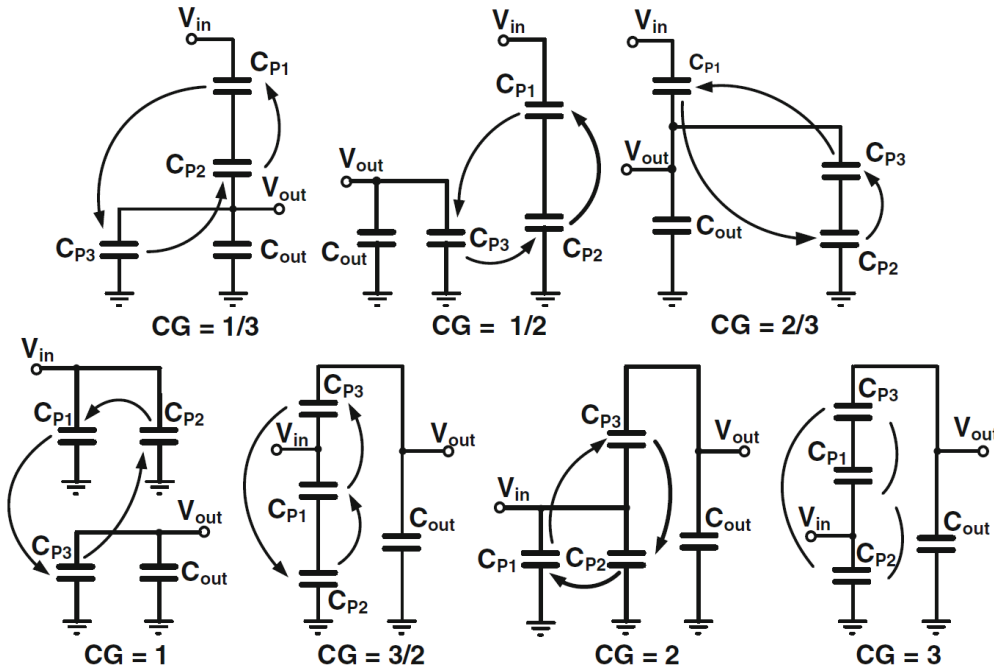 Vin
CP1
CP2
Vout
CP3
Cout
CG = 1/3
Vin
CP1
Vout
Cout
CP3
CP2
CG = 1/2
Vin
CP1
CP3
Vout
Cout
CP2
CG = 2/3
Vin
CP1
CP2
Vout
CP3
Cout
CG = 1
CP3
Vin
Vout
CP1
Cout
CP2
CG = 3/2
CP3
Vout
Vin
Cout
CP1
CP2
CG = 2
CP3
Vout
CP1
Vin
Cout
CP2
CG = 3